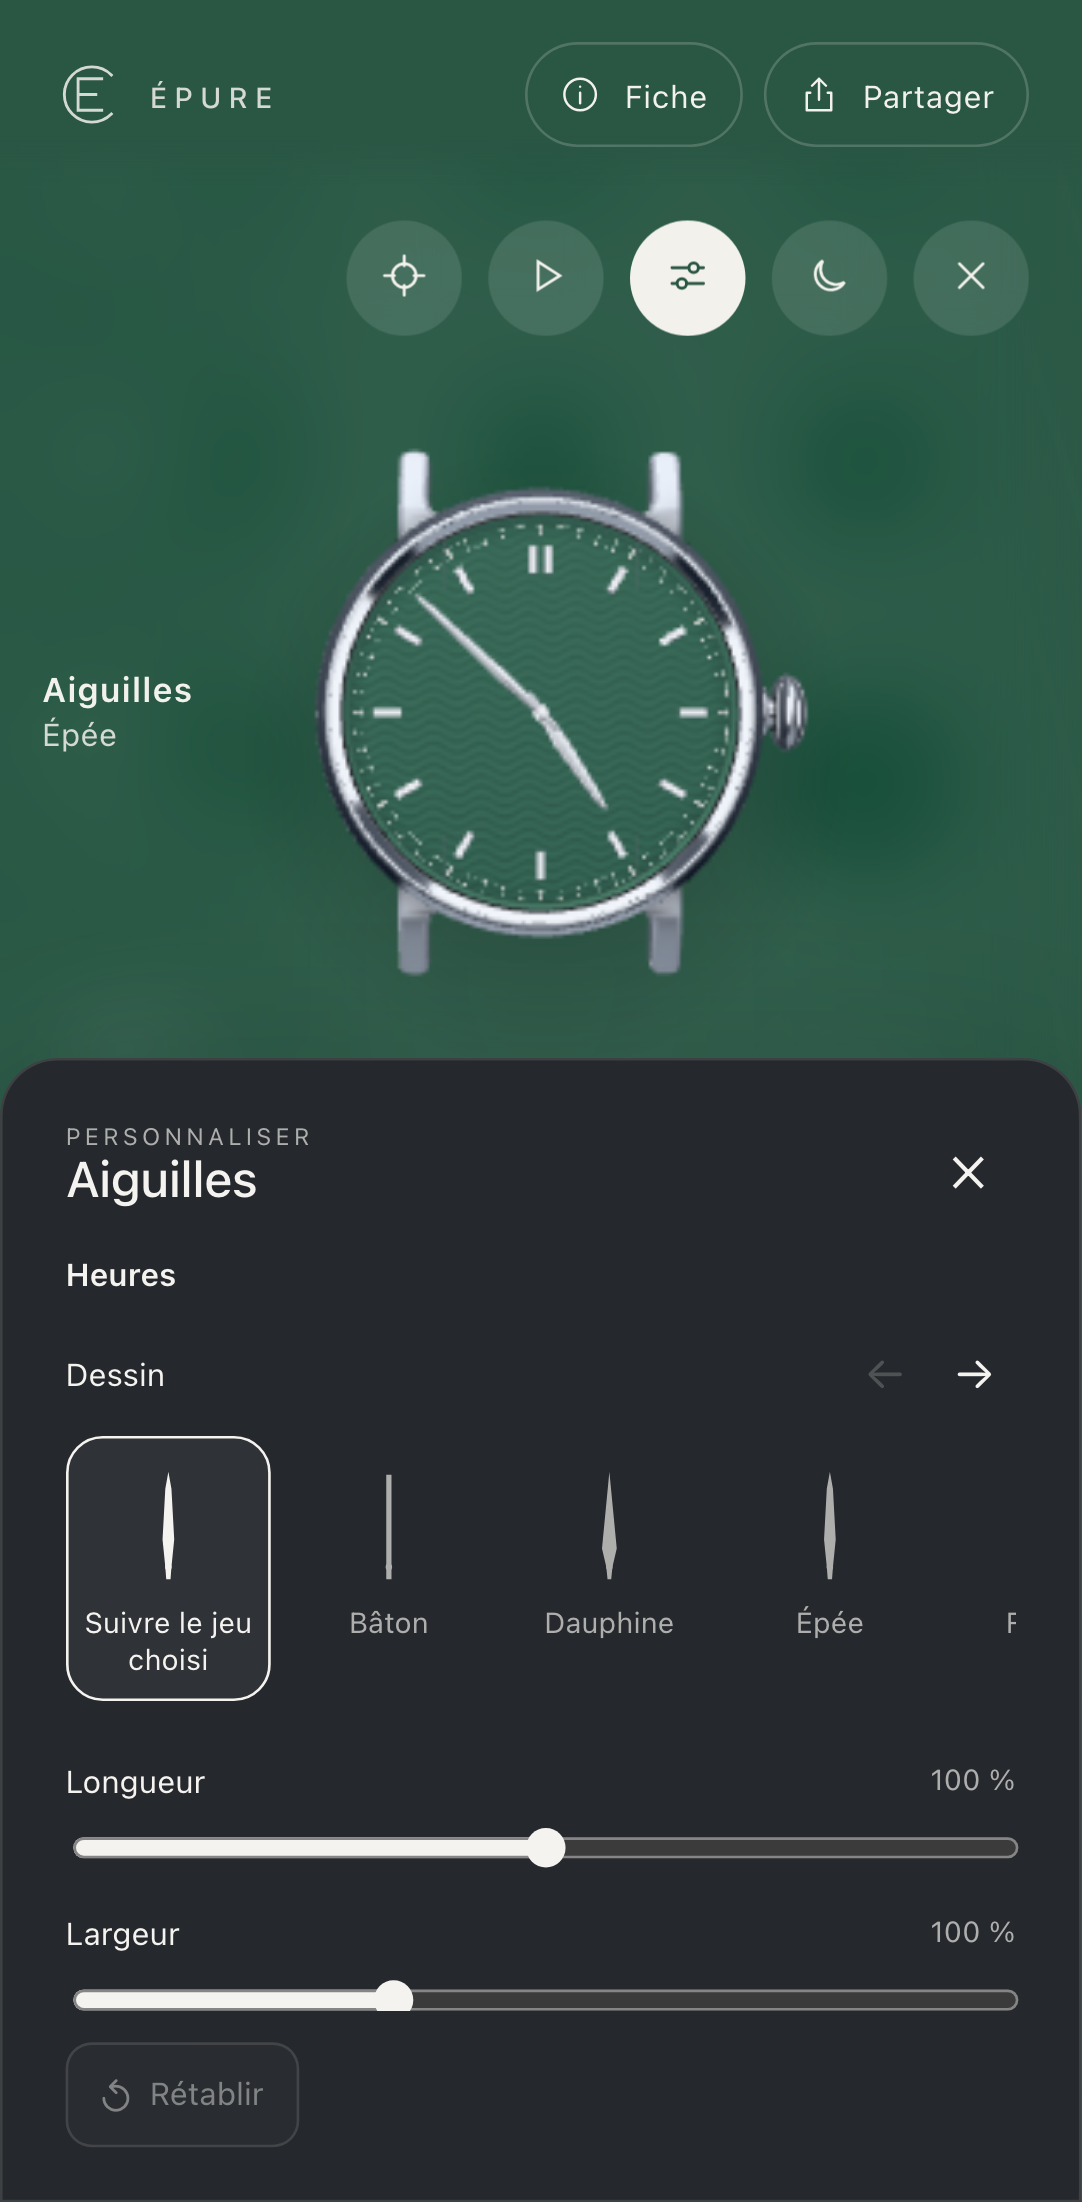 ÉPURE
Fiche
Partager
Aiguilles
Épée
PERSONNALISER
Aiguilles
Heures
Dessin
Suivre le jeu
choisi
Bâton
Dauphine
Épée
Longueur
100 %
Largeur
100 %
Rétablir